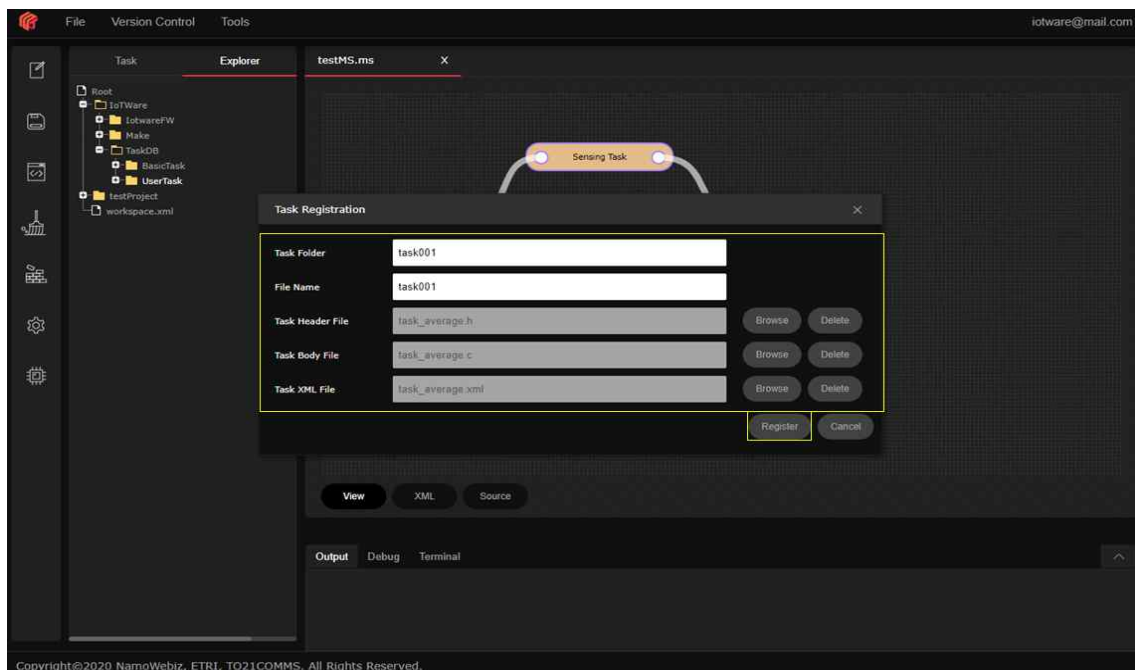 File Version Control Tools iotware@mail.com
Task Explorer testMS.ms X
Root
IoTWare
IotwareFW
Make
TaskDB
BasicTask
UserTask
testProject
workspace.xml
Sensing Task
Task Registration
Task Folder task001
File Name task001
Task Header File task_average.h Browse Delete
Task Body File task_average.c Browse Delete
Task XML File task_average.xml Browse Delete
Register Cancel
View XML Source
Output Debug Terminal
Copyright©2020 NamoWebiz, ETRI, TO21COMMS. All Rights Reserved.